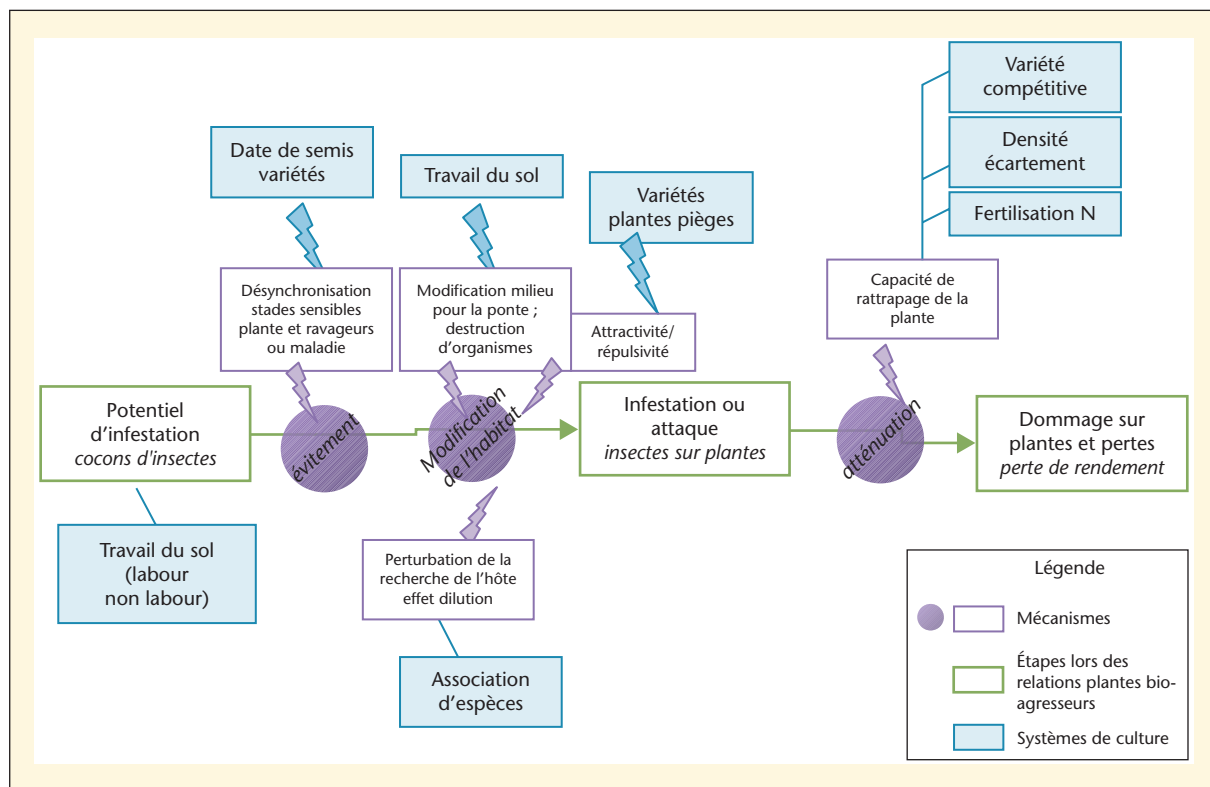 Variété
compétitive
Densité
écartement
Fertilisation N
Date de semis
variétés
Travail du sol
Variétés
plantes pièges
Désynchronisation
stades sensibles
plante et ravageurs
ou maladie
Modification milieu
pour la ponte ;
destruction
d'organismes
Attractivité/
répulsivité
Capacité de
rattrapage de la
plante
Potentiel
d'infestation
cocons d'insectes
évitement
Modification
de l'habitat
Infestation ou
attaque
insectes sur plantes
atténuation
Dommage sur
plantes et pertes
perte de rendement
Travail du sol
(labour
non labour)
Perturbation de la
recherche de l'hôte
effet dilution
Association
d'espèces
Légende
Mécanismes
Étapes lors des
relations plantes bio-
agresseurs
Systèmes de culture